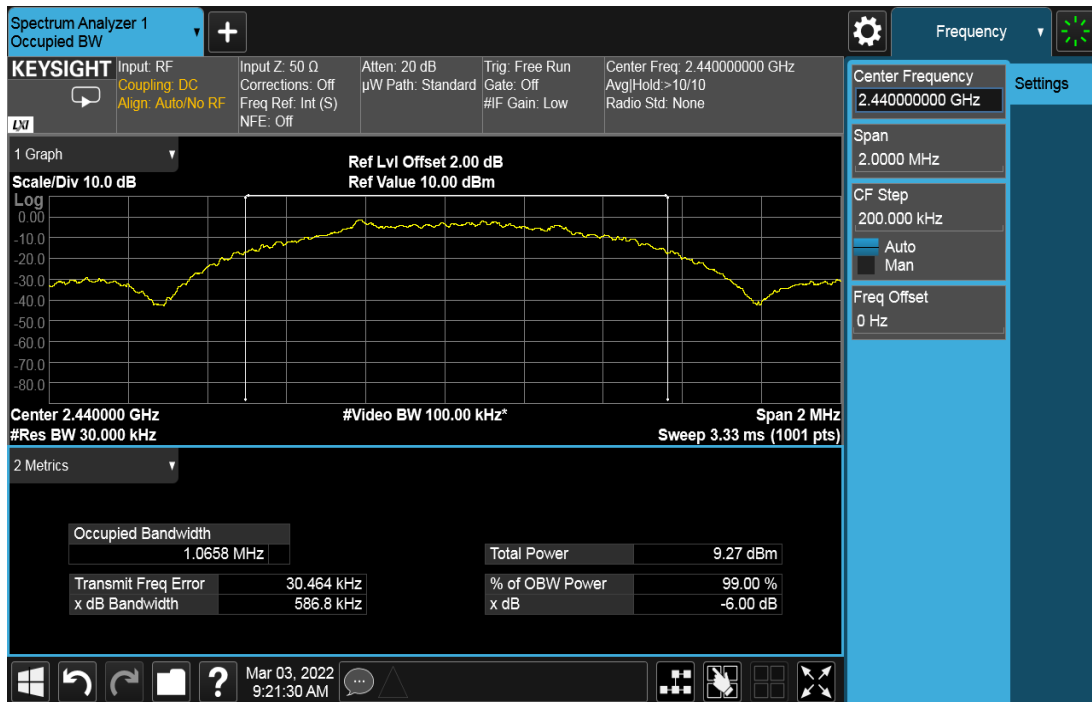 Spectrum Analyzer 1
Occupied BW
Frequency
KEYSIGHT
LXI
Input: RF
Coupling: DC
Align: Auto/No RF
Input Z: 50 Ω
Corrections: Off
Freq Ref: Int (S)
NFE: Off
Atten: 20 dB
µW Path: Standard
Trig: Free Run
Gate: Off
#IF Gain: Low
Center Freq: 2.440000000 GHz
Avg|Hold:>10/10
Radio Std: None
Center Frequency
2.440000000 GHz
Settings
Span
2.0000 MHz
CF Step
200.000 kHz
Auto
Man
Freq Offset
0 Hz
1 Graph
Scale/Div 10.0 dB
Ref Lvl Offset 2.00 dB
Ref Value 10.00 dBm
Log
0.00
-10.0
-20.0
-30.0
-40.0
-50.0
-60.0
-70.0
-80.0
Center 2.440000 GHz
#Res BW 30.000 kHz
#Video BW 100.00 kHz*
Span 2 MHz
Sweep 3.33 ms (1001 pts)
2 Metrics
Occupied Bandwidth
1.0658 MHz
Total Power 9.27 dBm
Transmit Freq Error 30.464 kHz
% of OBW Power 99.00 %
x dB Bandwidth 586.8 kHz
x dB -6.00 dB
?
Mar 03, 2022
9:21:30 AM